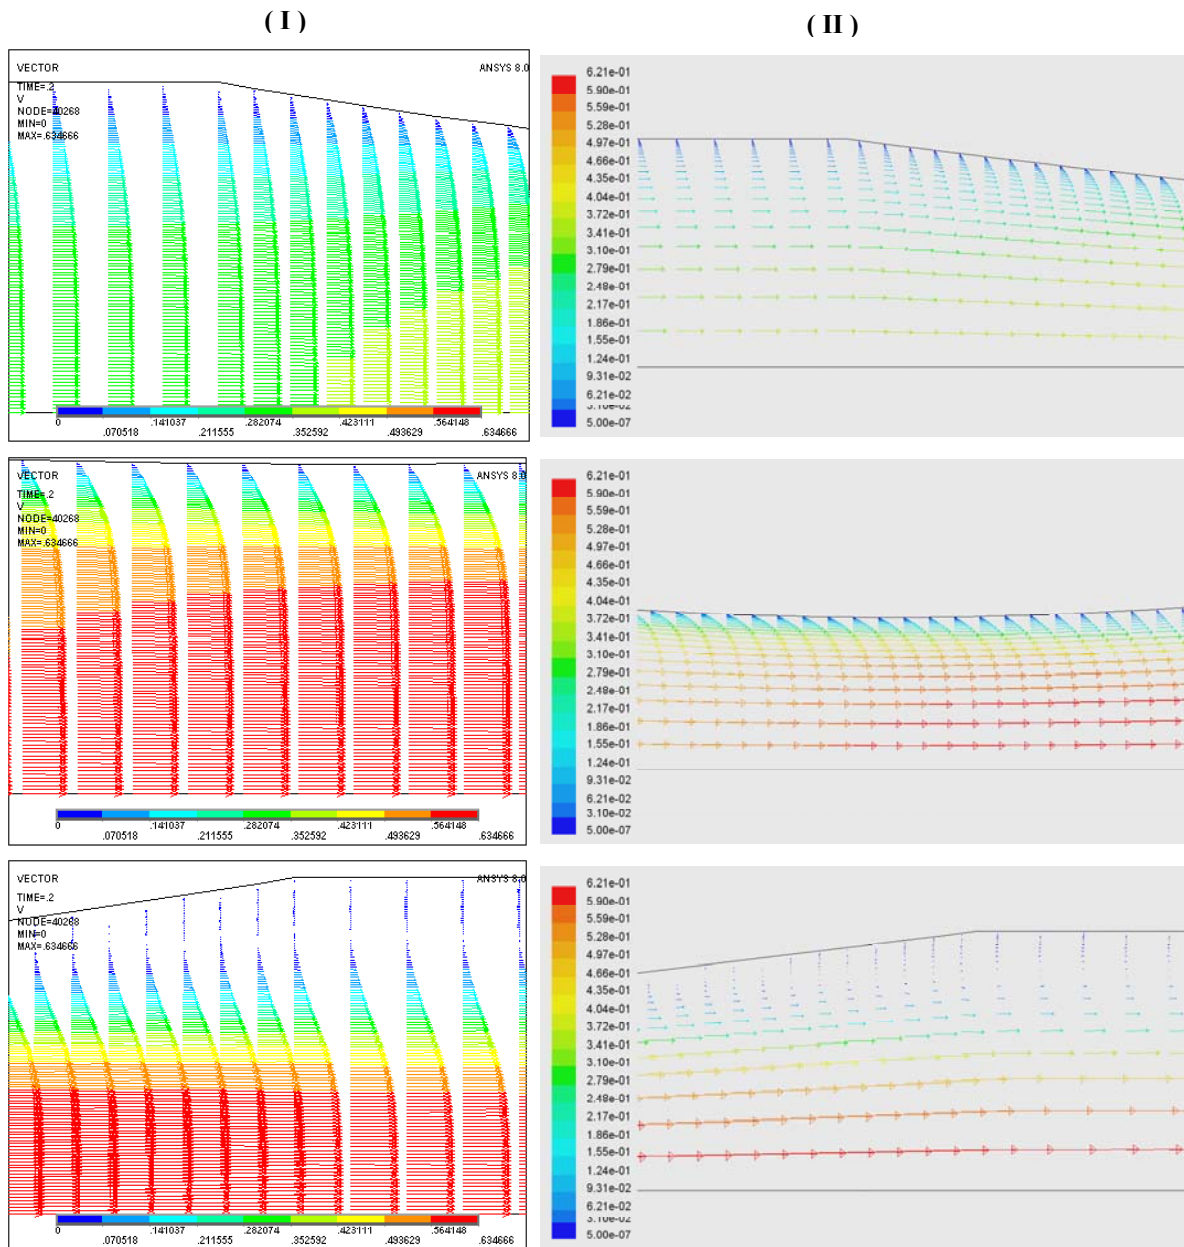 ( I )
( II )
VECTOR
ANSYS 8.0
TIME=.2
V
NODE=40268
MIN=0
MAX=.634666
0
.070518
.141037
.211555
.282074
.352592
.423111
.493629
.564148
.634666
6.21e-01
5.90e-01
5.59e-01
5.28e-01
4.97e-01
4.66e-01
4.35e-01
4.04e-01
3.72e-01
3.41e-01
3.10e-01
2.79e-01
2.48e-01
2.17e-01
1.86e-01
1.55e-01
1.24e-01
9.31e-02
6.21e-02
3.10e-02
5.00e-07
VECTOR
ANSYS 8.0
TIME=.2
V
NODE=40268
MIN=0
MAX=.634666
0
.070518
.141037
.211555
.282074
.352592
.423111
.493629
.564148
.634666
6.21e-01
5.90e-01
5.59e-01
5.28e-01
4.97e-01
4.66e-01
4.35e-01
4.04e-01
3.72e-01
3.41e-01
3.10e-01
2.79e-01
2.48e-01
2.17e-01
1.86e-01
1.55e-01
1.24e-01
9.31e-02
6.21e-02
3.10e-02
5.00e-07
VECTOR
ANSYS 8.0
TIME=.2
V
NODE=40268
MIN=0
MAX=.634666
0
.070518
.141037
.211555
.282074
.352592
.423111
.493629
.564148
.634666
6.21e-01
5.90e-01
5.59e-01
5.28e-01
4.97e-01
4.66e-01
4.35e-01
4.04e-01
3.72e-01
3.41e-01
3.10e-01
2.79e-01
2.48e-01
2.17e-01
1.86e-01
1.55e-01
1.24e-01
9.31e-02
6.21e-02
3.10e-02
5.00e-07